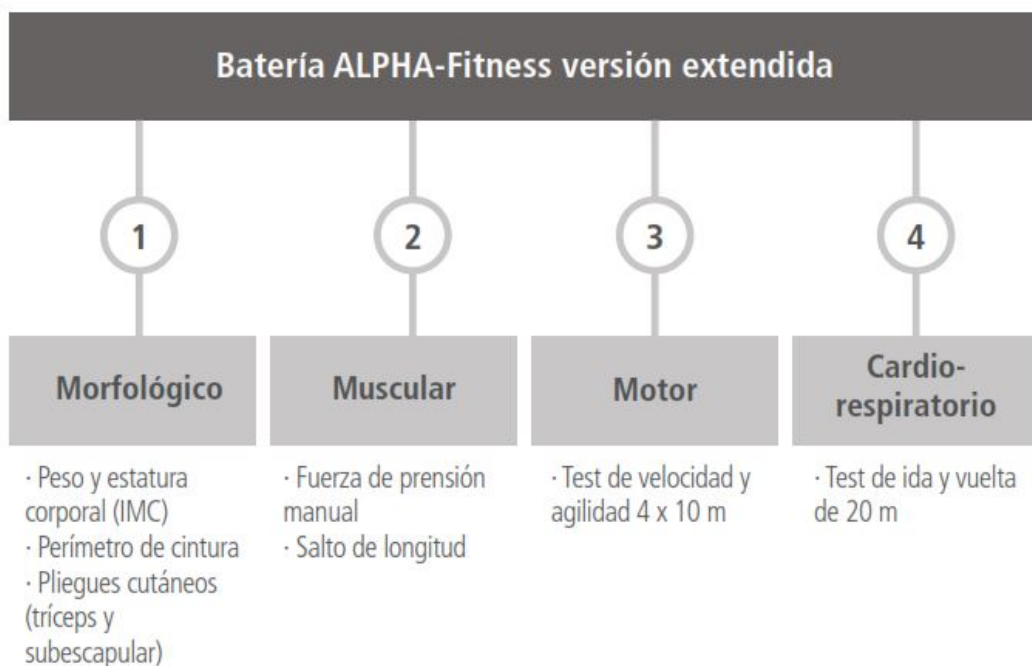 Batería ALPHA-Fitness versión extendida
1
2
3
4
Morfológico
Muscular
Motor
Cardio-
respiratorio
· Peso y estatura
corporal (IMC)
· Perímetro de cintura
· Pliegues cutáneos
(tríceps y
subescapular)
· Fuerza de prensión
manual
· Salto de longitud
· Test de velocidad y
agilidad 4 x 10 m
· Test de ida y vuelta
de 20 m